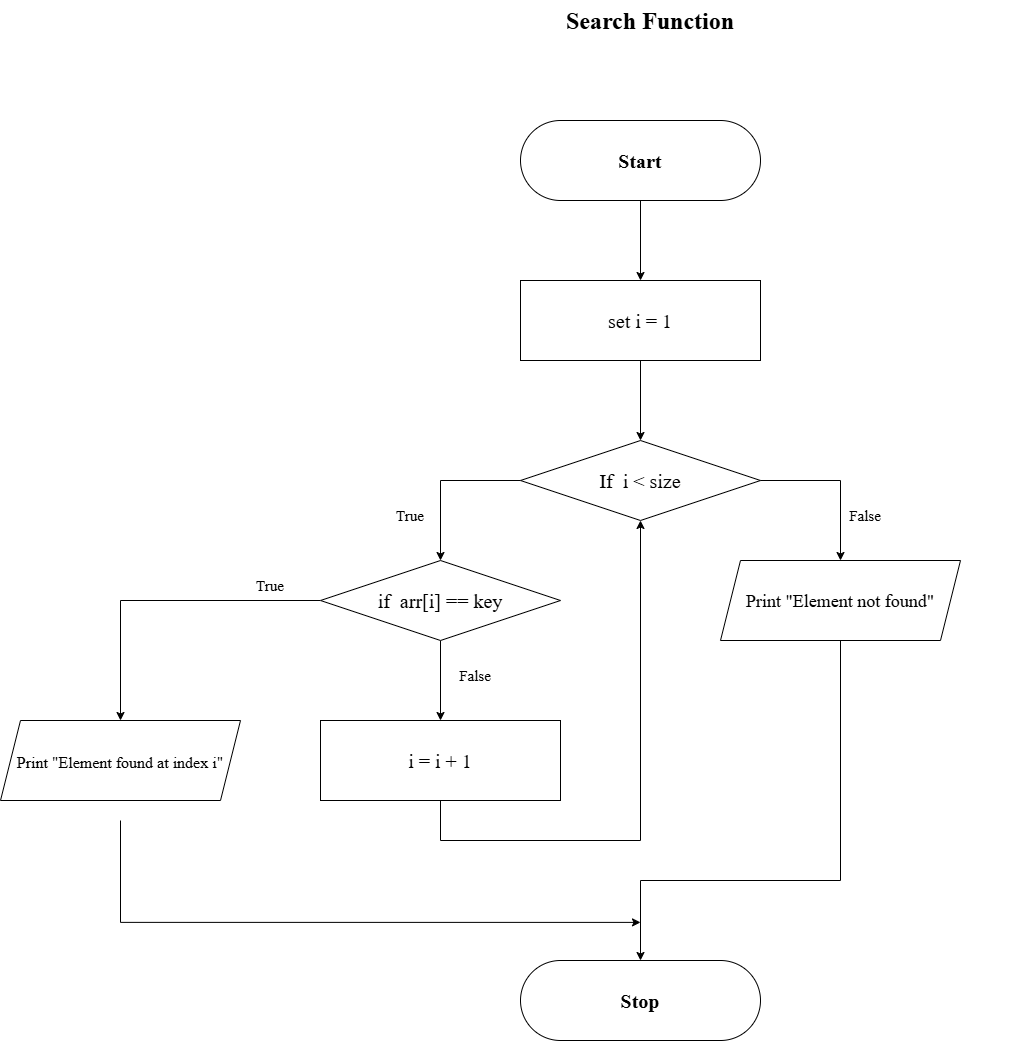 Search Function
Start
set i = 1
If  i < size
True
False
True
if  arr[i] == key
Print "Element not found"
False
Print "Element found at index i"
i = i + 1
Stop